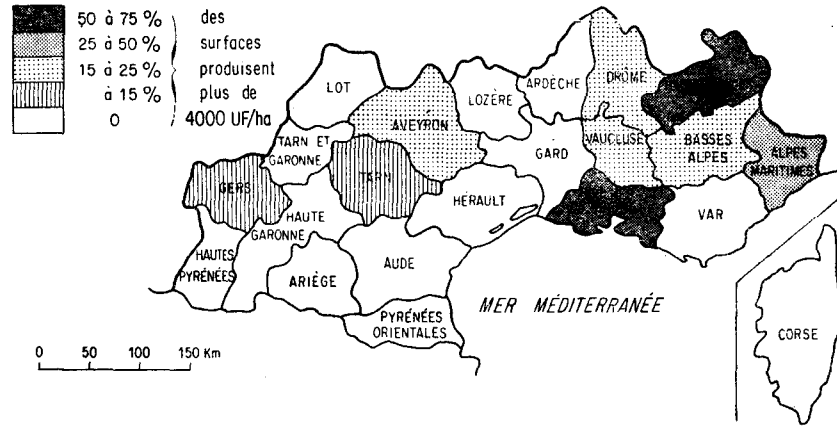 50 à 75 % des
25 à 50 % surfaces
15 à 25 % produisent
à 15 % plus de
0 4000 UF/ha
LOT
LOZÈRE
ARDÈCHE
DRÔME
AVEYRON
TARN ET
GARONNE
GARD
VAUCLUSE
BASSES
ALPES
ALPES
MARITIMES
GERS
TARN
HÉRAULT
VAR
HAUTE
GARONNE
HAUTES
PYRÉNÉES
ARIÈGE
AUDE
PYRÉNÉES
ORIENTALES
MER MÉDITERRANÉE
CORSE
0 50 100 150 Km